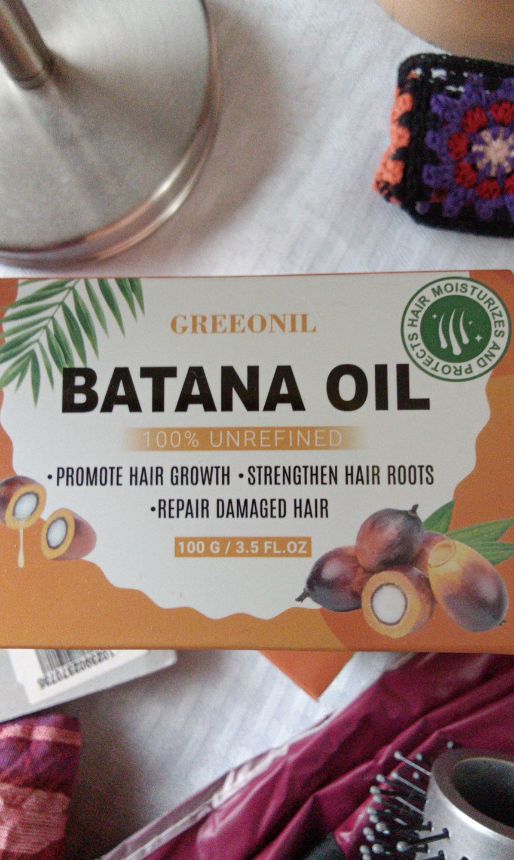 GREEONIL
HAIR MOISTURIZES AND PROTECTS
BATANA OIL
100% UNREFINED
•PROMOTE HAIR GROWTH •STRENGTHEN HAIR ROOTS
•REPAIR DAMAGED HAIR
100 G / 3.5 FL.OZ